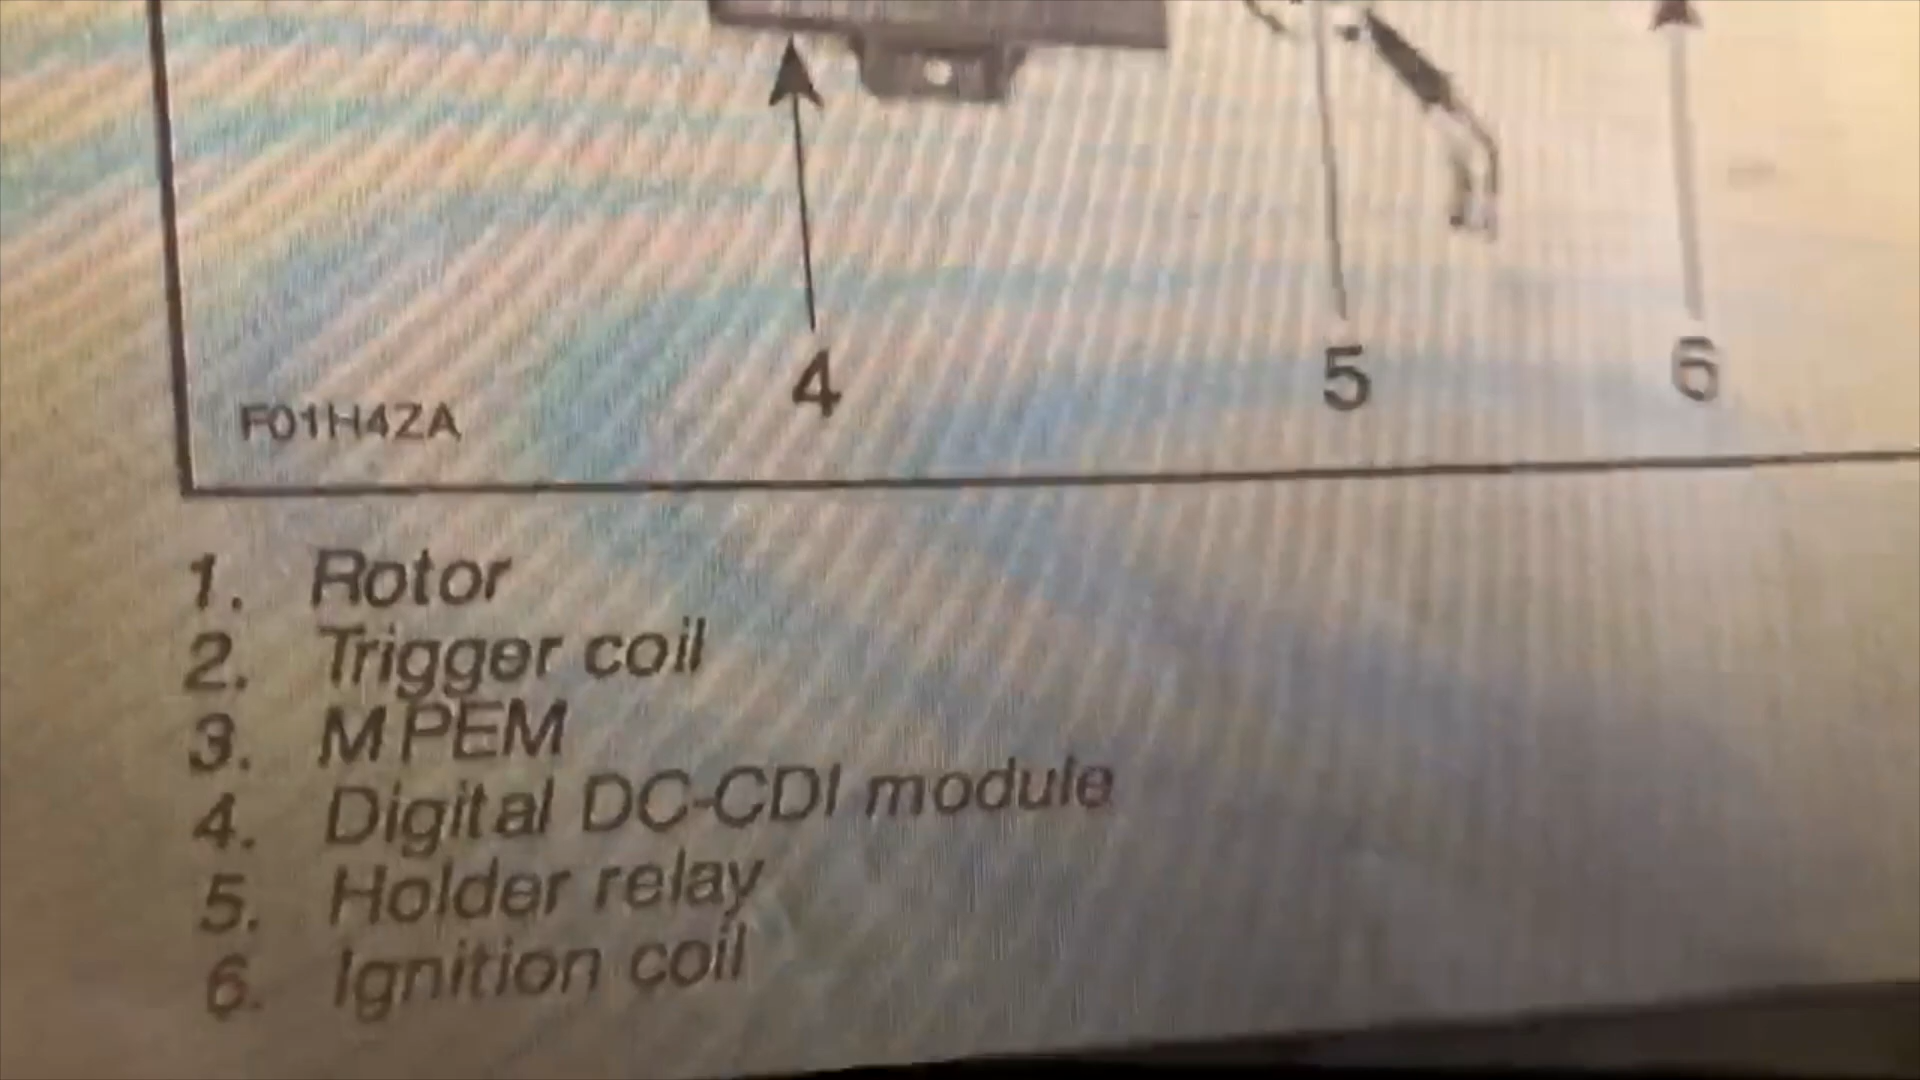 4 5 6
F01H4ZA
1. Rotor
2. Trigger coil
3. MPEM
4. Digital DC-CDI module
5. Holder relay
6. Ignition coil